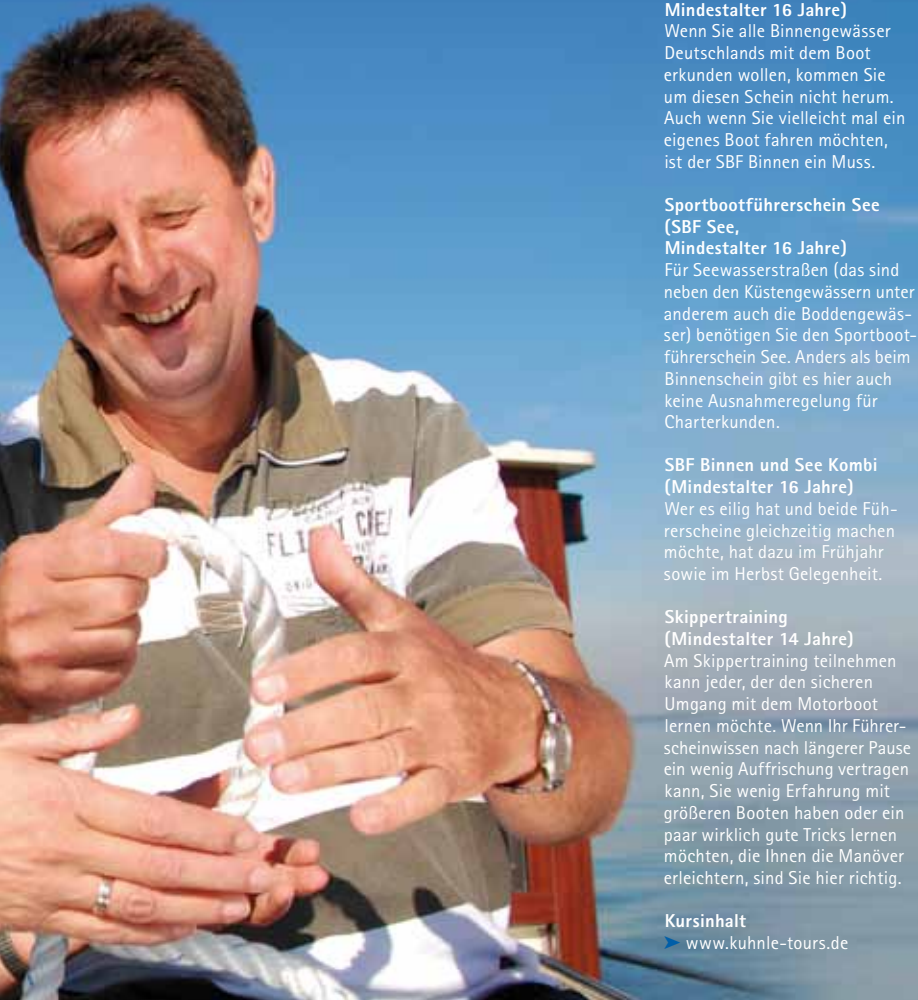 Mindestalter 16 Jahre)
Wenn Sie alle Binnengewässer
Deutschlands mit dem Boot
erkunden wollen, kommen Sie
um diesen Schein nicht herum.
Auch wenn Sie vielleicht mal ein
eigenes Boot fahren möchten,
ist der SBF Binnen ein Muss.
Sportbootführerschein See
(SBF See,
Mindestalter 16 Jahre)
Für Seewasserstraßen (das sind
neben den Küstengewässern unter
anderem auch die Boddengewäs-
ser) benötigen Sie den Sportboot-
führerschein See. Anders als beim
Binnenschein gibt es hier auch
keine Ausnahmeregelung für
Charterkunden.
SBF Binnen und See Kombi
(Mindestalter 16 Jahre)
Wer es eilig hat und beide Füh-
rerscheine gleichzeitig machen
möchte, hat dazu im Frühjahr
sowie im Herbst Gelegenheit.
Skippertraining
(Mindestalter 14 Jahre)
Am Skippertraining teilnehmen
kann jeder, der den sicheren
Umgang mit dem Motorboot
lernen möchte. Wenn Ihr Führer-
scheinwissen nach längerer Pause
ein wenig Auffrischung vertragen
kann, Sie wenig Erfahrung mit
größeren Booten haben oder ein
paar wirklich gute Tricks lernen
möchten, die Ihnen die Manöver
erleichtern, sind Sie hier richtig.
Kursinhalt
➤ www.kuhnle-tours.de